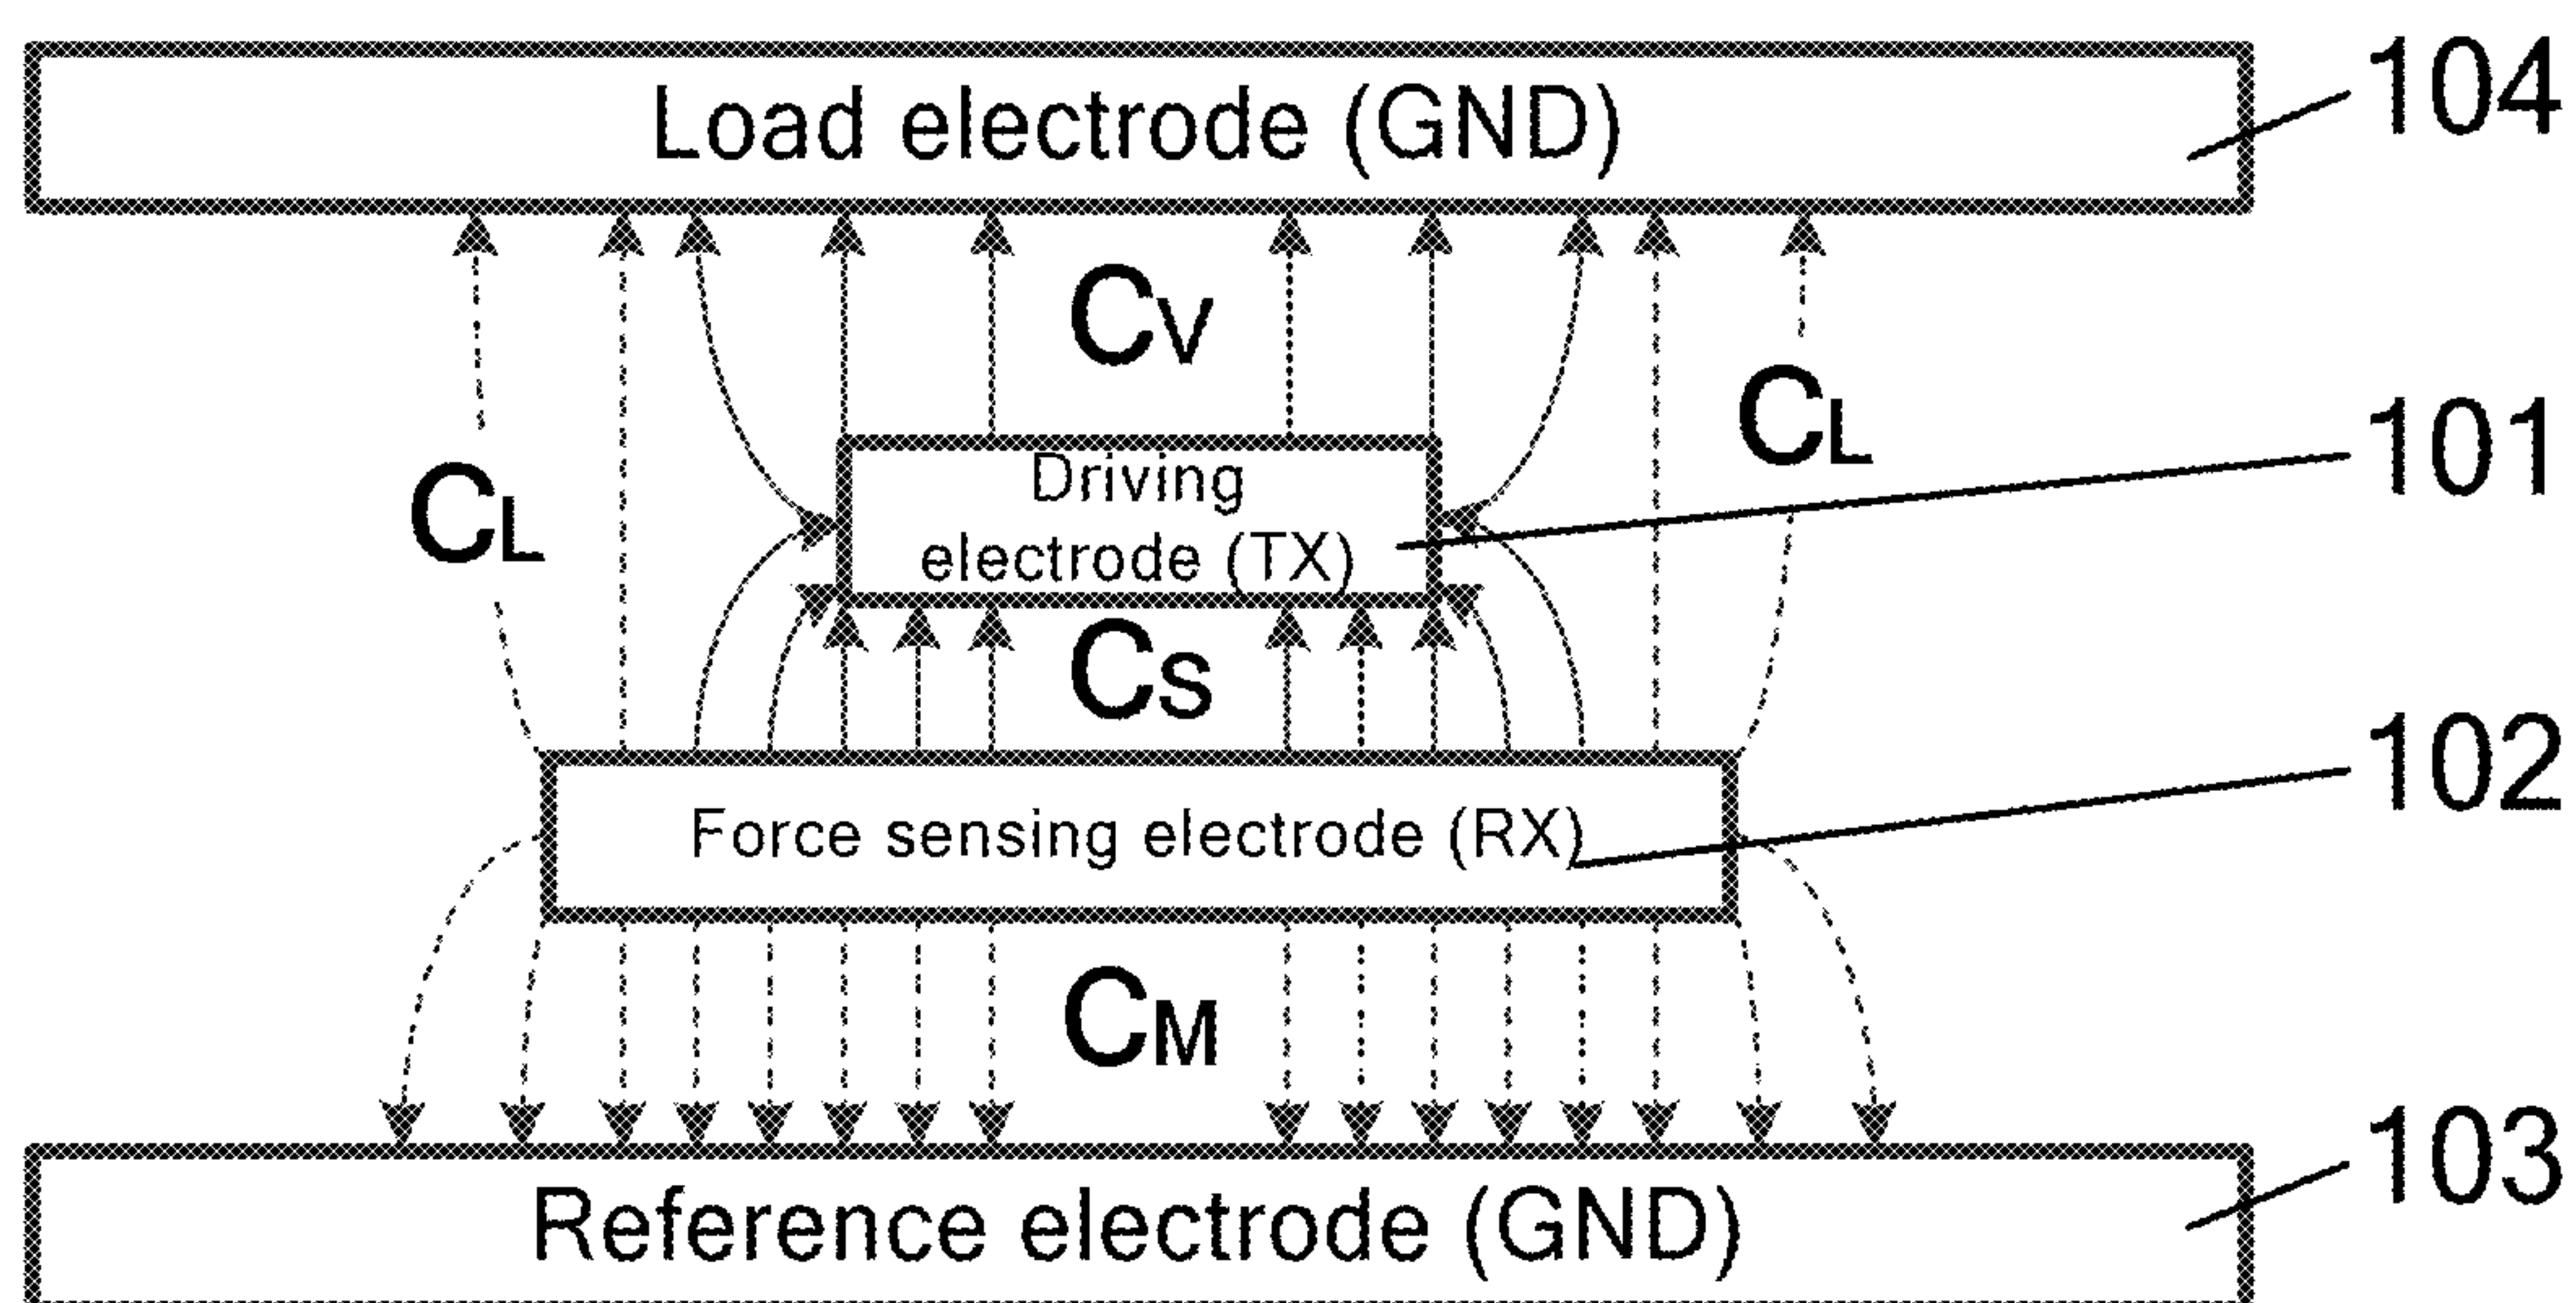 Load electrode (GND)
104
CV
CL
CL
101
Driving
electrode (TX)
CS
102
Force sensing electrode (RX)
CM
103
Reference electrode (GND)